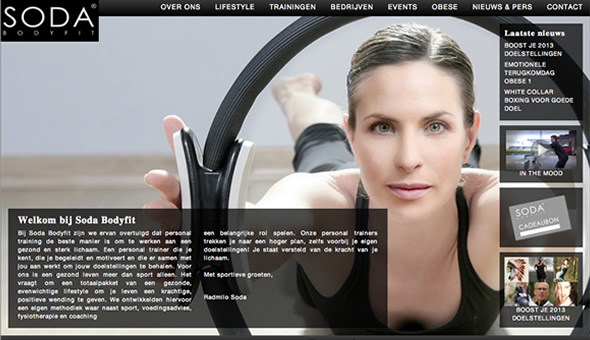 SODA®
BODYFIT
OVER ONS LIFESTYLE TRAININGEN BEDRIJVEN EVENTS OBESE NIEUWS & PERS CONTACT
Laatste nieuws
BOOST JE 2013
DOELSTELLINGEN
EMOTIONELE
TERUGKOMDAG
OBESE 1
WHITE COLLAR
BOXING VOOR GOEDE
DOEL
IN THE MOOD
SODA
CADEAUBON
BOOST JE 2013
DOELSTELLINGEN
Welkom bij Soda Bodyfit
Bij Soda Bodyfit zijn we ervan overtuigd dat personal
training de beste manier is om te werken aan een
gezond en sterk lichaam. Een personal trainer die je
kent, die je begeleidt en motiveert en die er samen met
jou aan werkt om jouw doelstellingen te behalen. Voor
ons is een gezond leven meer dan sport alleen. Het
vraagt om een totaalpakket van een gezonde,
evenwichtige lifestyle om je leven een krachtige,
positieve wending te geven. We ontwikkelden hiervoor
een eigen methodiek waar naast sport, voedingsadvies,
fysiotherapie en coaching
een belangrijke rol spelen. Onze personal trainers
trekken je naar een hoger plan, zelfs voorbij je eigen
doelstellingen! Je staat versteld van de kracht van je
lichaam.
Met sportieve groeten,
Radmilo Soda